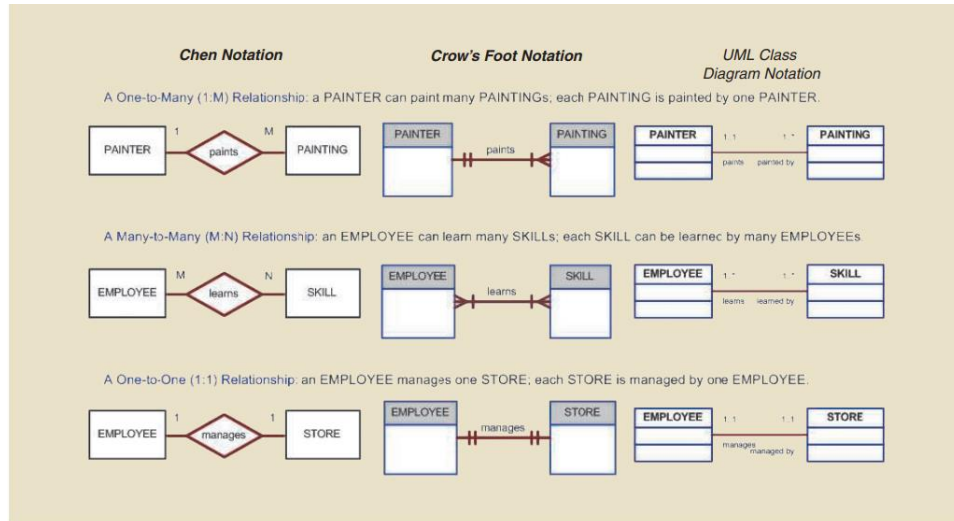 Chen Notation
Crow's Foot Notation
UML Class
Diagram Notation
A One-to-Many (1:M) Relationship: a PAINTER can paint many PAINTINGs; each PAINTING is painted by one PAINTER.
PAINTER
1
paints
M
PAINTING
PAINTER
paints
PAINTING
PAINTER
1..1
1..*
PAINTING
paints
painted by
A Many-to-Many (M:N) Relationship: an EMPLOYEE can learn many SKILLs; each SKILL can be learned by many EMPLOYEEs.
EMPLOYEE
M
learns
N
SKILL
EMPLOYEE
learns
SKILL
EMPLOYEE
1..*
1..*
SKILL
learns
learned by
A One-to-One (1:1) Relationship: an EMPLOYEE manages one STORE; each STORE is managed by one EMPLOYEE.
EMPLOYEE
1
manages
1
STORE
EMPLOYEE
manages
STORE
EMPLOYEE
1..1
1..1
STORE
manages
managed by